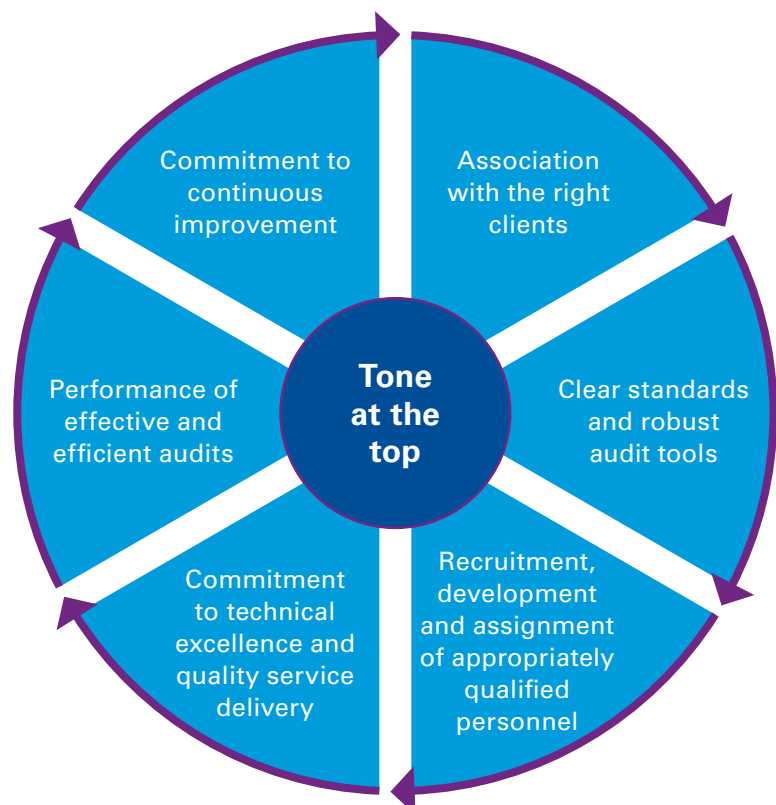 Commitment to
continuous
improvement
Association
with the right
clients
Clear standards
and robust
audit tools
Recruitment,
development
and assignment
of appropriately
qualified
personnel
Commitment
to technical
excellence and
quality service
delivery
Performance of
effective and
efficient audits
Tone
at the
top